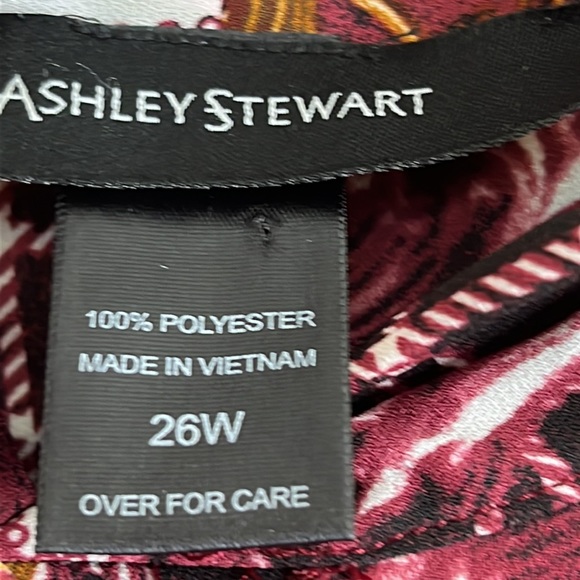 ASHLEY STEWART
100% POLYESTER
MADE IN VIETNAM
26W
OVER FOR CARE